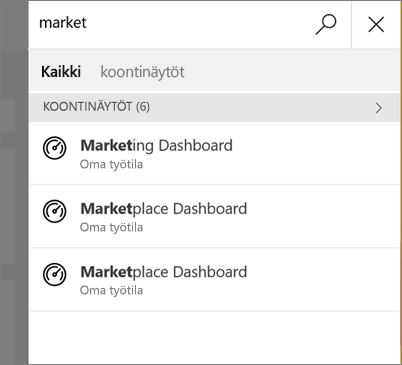 market
Kaikki koontinäytöt
KOONTINÄYTÖT (6)
Marketing Dashboard
Oma työtila
Marketplace Dashboard
Oma työtila
Marketplace Dashboard
Oma työtila